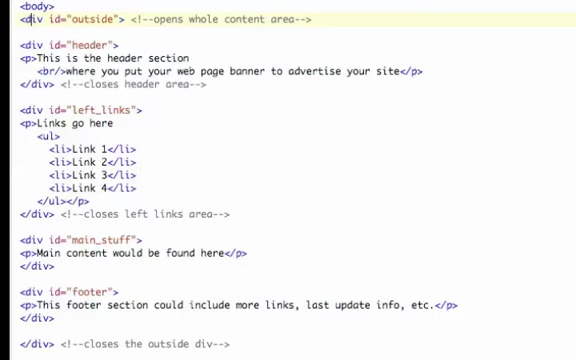 <body>
<div id="outside"> <!--opens whole content area-->
<div id="header">
<p>This is the header section
<br/>where you put your web page banner to advertise your site</p>
</div> <!--closes header area-->
<div id="left_links">
<p>Links go here
<ul>
<li>Link 1</li>
<li>Link 2</li>
<li>Link 3</li>
<li>Link 4</li>
</ul></p>
</div> <!--closes left links area-->
<div id="main_stuff">
<p>Main content would be found here</p>
</div>
<div id="footer">
<p>This footer section could include more links, last update info, etc.</p>
</div>
</div> <!--closes the outside div-->